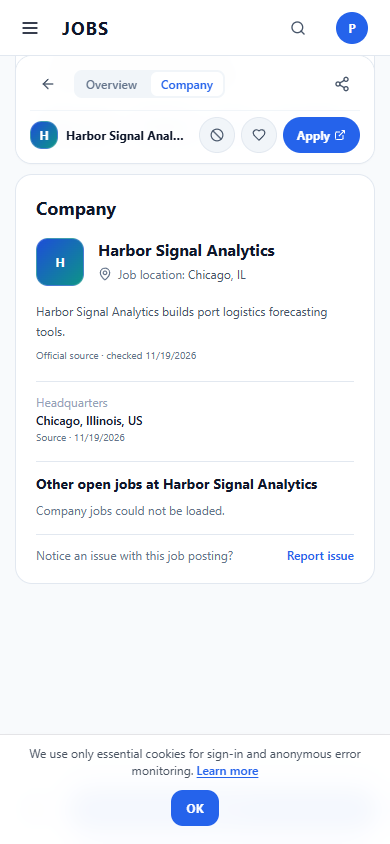 JOBS
P
Overview
Company
H
Harbor Signal Anal...
Apply
Company
H
Harbor Signal Analytics
Job location: Chicago, IL
Harbor Signal Analytics builds port logistics forecasting
tools.
Official source · checked 11/19/2026
Headquarters
Chicago, Illinois, US
Source · 11/19/2026
Other open jobs at Harbor Signal Analytics
Company jobs could not be loaded.
Notice an issue with this job posting?
Report issue
We use only essential cookies for sign-in and anonymous error
monitoring. Learn more
OK